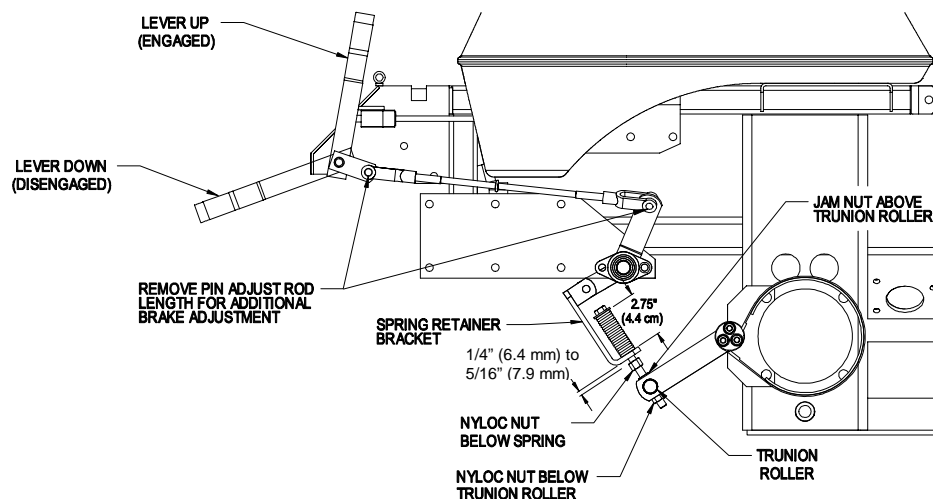 LEVER UP
(ENGAGED)
LEVER DOWN
(DISENGAGED)
JAM NUT ABOVE
TRUNION ROLLER
REMOVE PIN ADJUST ROD
LENGTH FOR ADDITIONAL
BRAKE ADJUSTMENT
2.75"
(4.4 cm)
SPRING RETAINER
BRACKET
1/4” (6.4 mm) to
5/16” (7.9 mm)
NYLOC NUT
BELOW SPRING
TRUNION
ROLLER
NYLOC NUT BELOW
TRUNION ROLLER